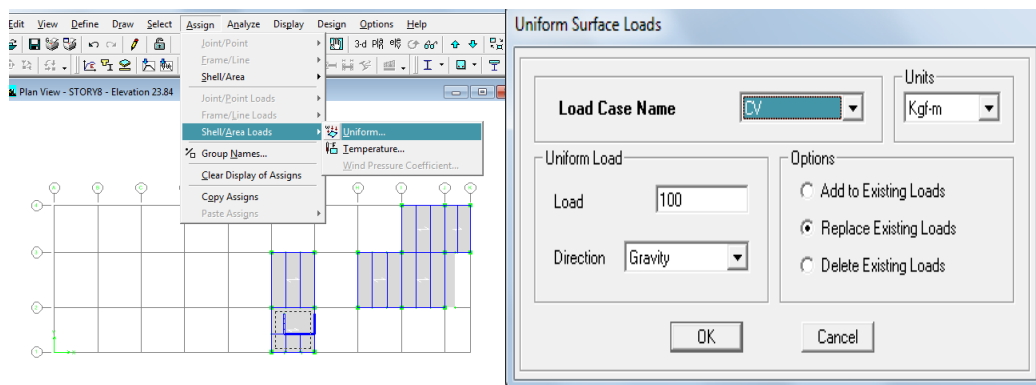 Edit View Define Draw Select Assign Analyze Display Design Options Help
Joint/Point
Frame/Line
Shell/Area
Joint/Point Loads
Frame/Line Loads
Shell/Area Loads
Group Names...
Clear Display of Assigns
Copy Assigns
Paste Assigns
Uniform...
Temperature...
Wind Pressure Coefficient...
3-d
Plan View - STORY8 - Elevation 23.84
Uniform Surface Loads
Load Case Name CV
Units
Kgf-m
Uniform Load
Load 100
Direction Gravity
Options
Add to Existing Loads
Replace Existing Loads
Delete Existing Loads
OK Cancel